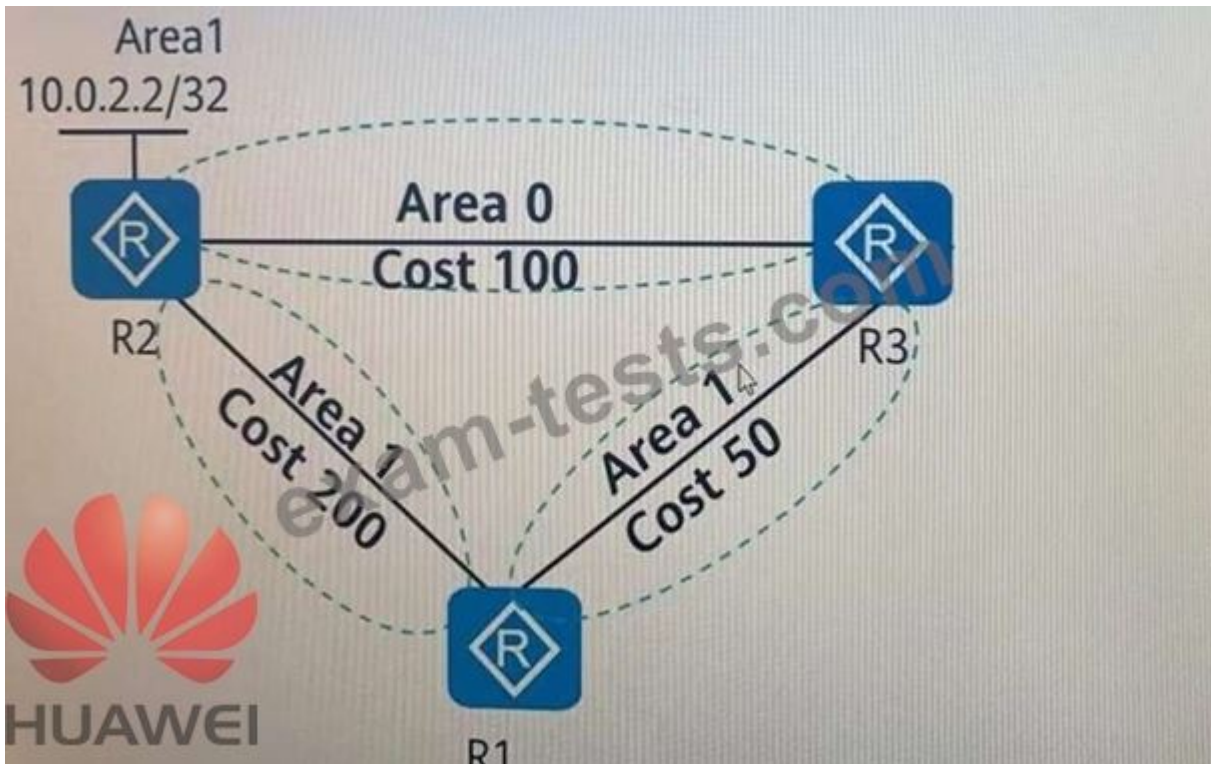 Area1
10.0.2.2/32
Area 0
Cost 100
R2
R3
Area 1
Cost 200
Area 1
Cost 50
exam-tests.com
R
R
R
HUAWEI
R1